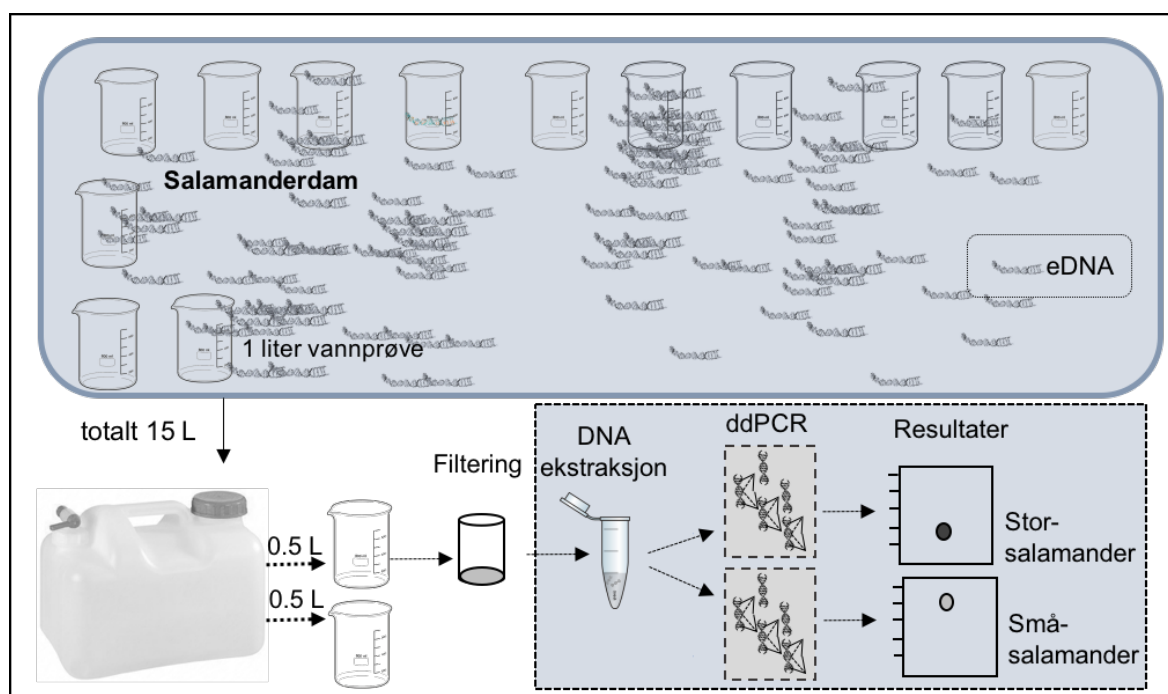 Salamanderdam
eDNA
1 liter vannprøve
totalt 15 L
0.5 L
0.5 L
Filtering
DNA
ekstraksjon
ddPCR
Resultater
Stor-
salamander
Små-
salamander